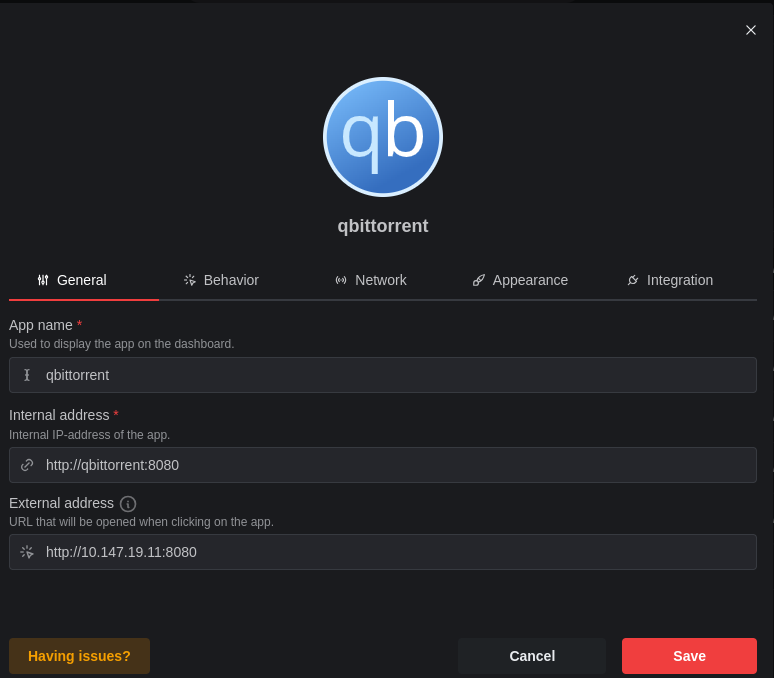 qb
qbittorrent
General Behavior Network Appearance Integration
App name *
Used to display the app on the dashboard.
qbittorrent
Internal address *
Internal IP-address of the app.
http://qbittorrent:8080
External address
URL that will be opened when clicking on the app.
http://10.147.19.11:8080
Having issues? Cancel Save